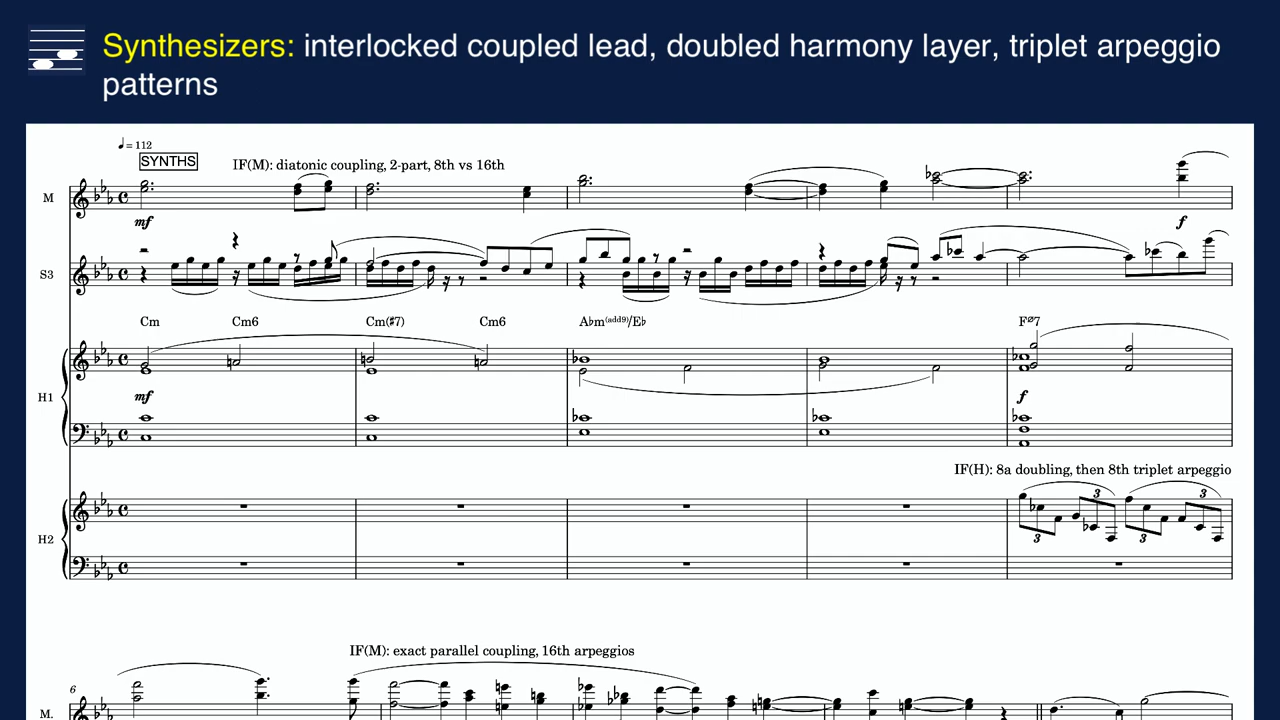 Synthesizers: interlocked coupled lead, doubled harmony layer, triplet arpeggio
patterns
♩ = 112
SYNTHS
IF(M): diatonic coupling, 2-part, 8th vs 16th
M
mf
f
S3
Cm Cm6 Cm(♯7) Cm6 A♭m(add9)/E♭ Fø7
H1
mf
f
IF(H): 8a doubling, then 8th triplet arpeggio
3 3
H2
3 3
IF(M): exact parallel coupling, 16th arpeggios
6
M.